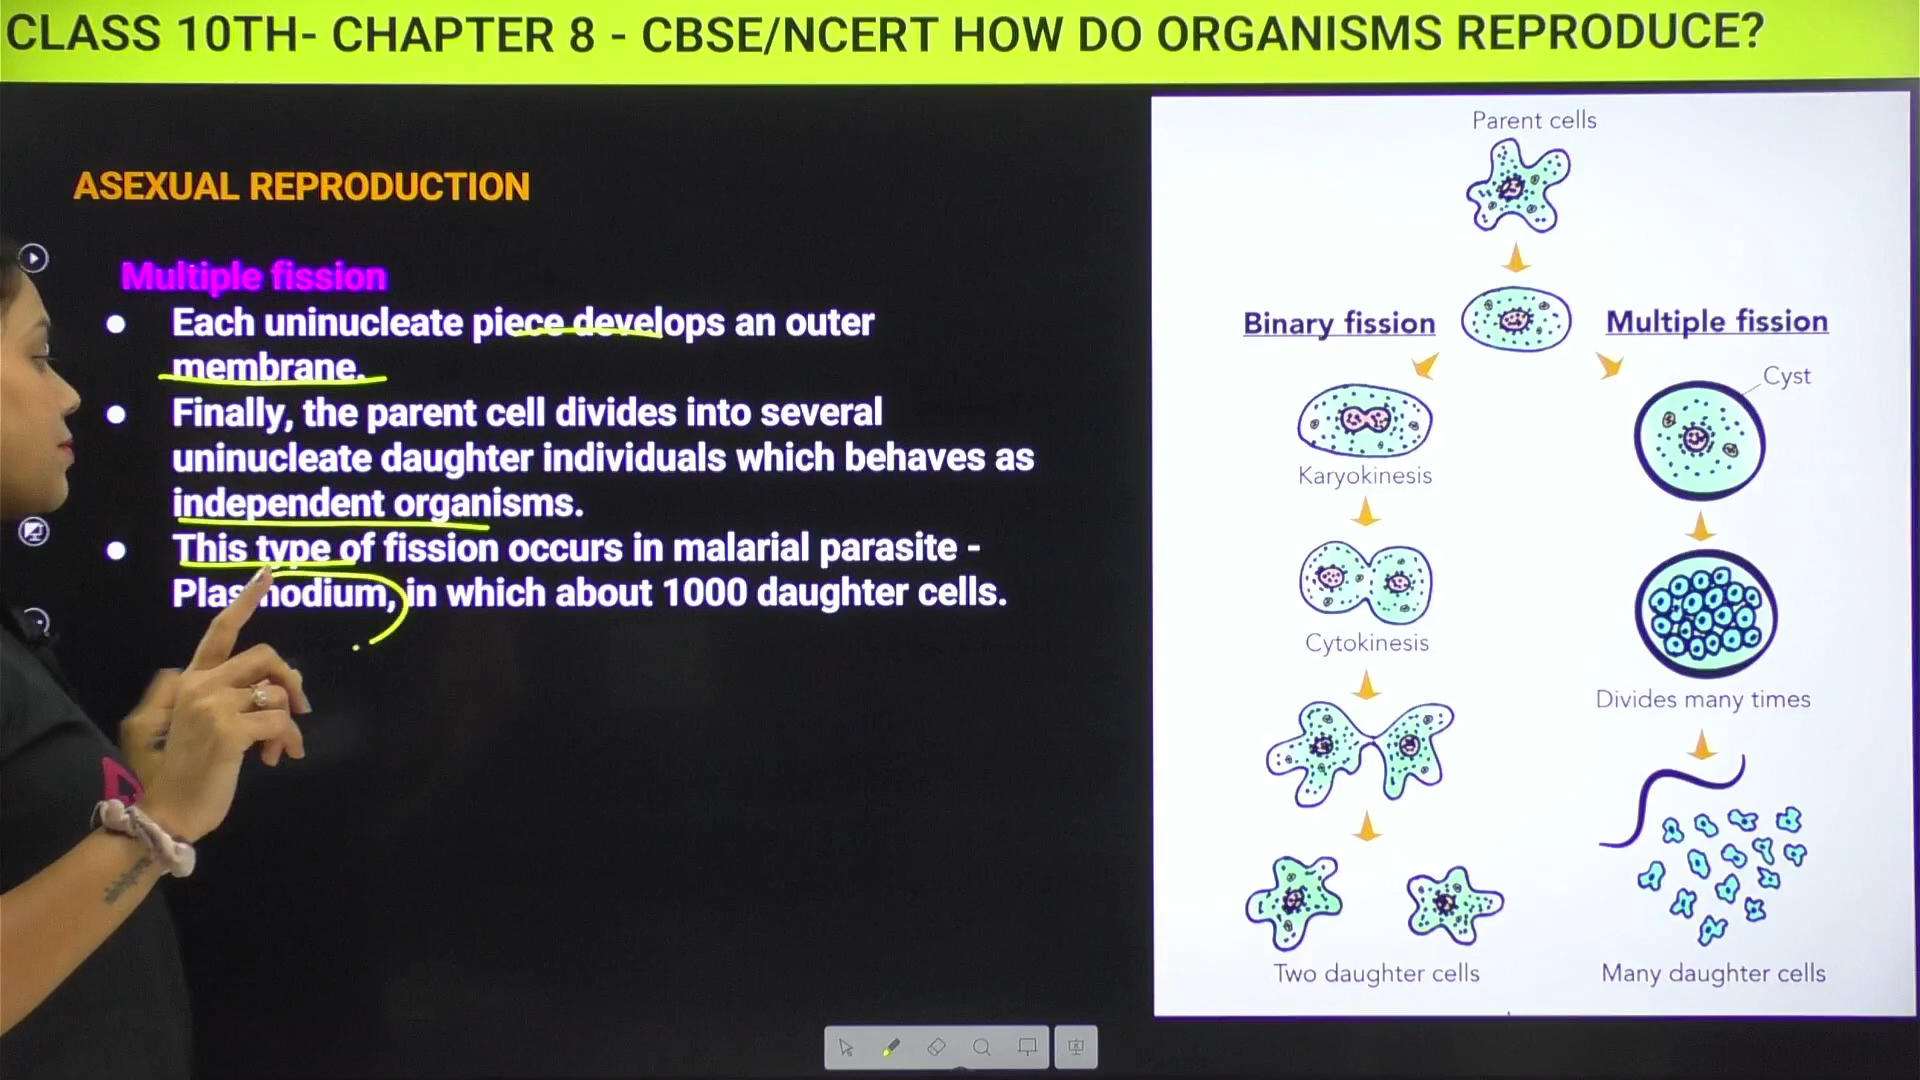 CLASS 10TH- CHAPTER 8 - CBSE/NCERT HOW DO ORGANISMS REPRODUCE?
ASEXUAL REPRODUCTION
Multiple fission
● Each uninucleate piece develops an outer
membrane.
● Finally, the parent cell divides into several
uninucleate daughter individuals which behaves as
independent organisms.
● This type of fission occurs in malarial parasite -
Plasmodium, in which about 1000 daughter cells.
Parent cells
Binary fission
Multiple fission
Cyst
Karyokinesis
Cytokinesis
Divides many times
Two daughter cells
Many daughter cells